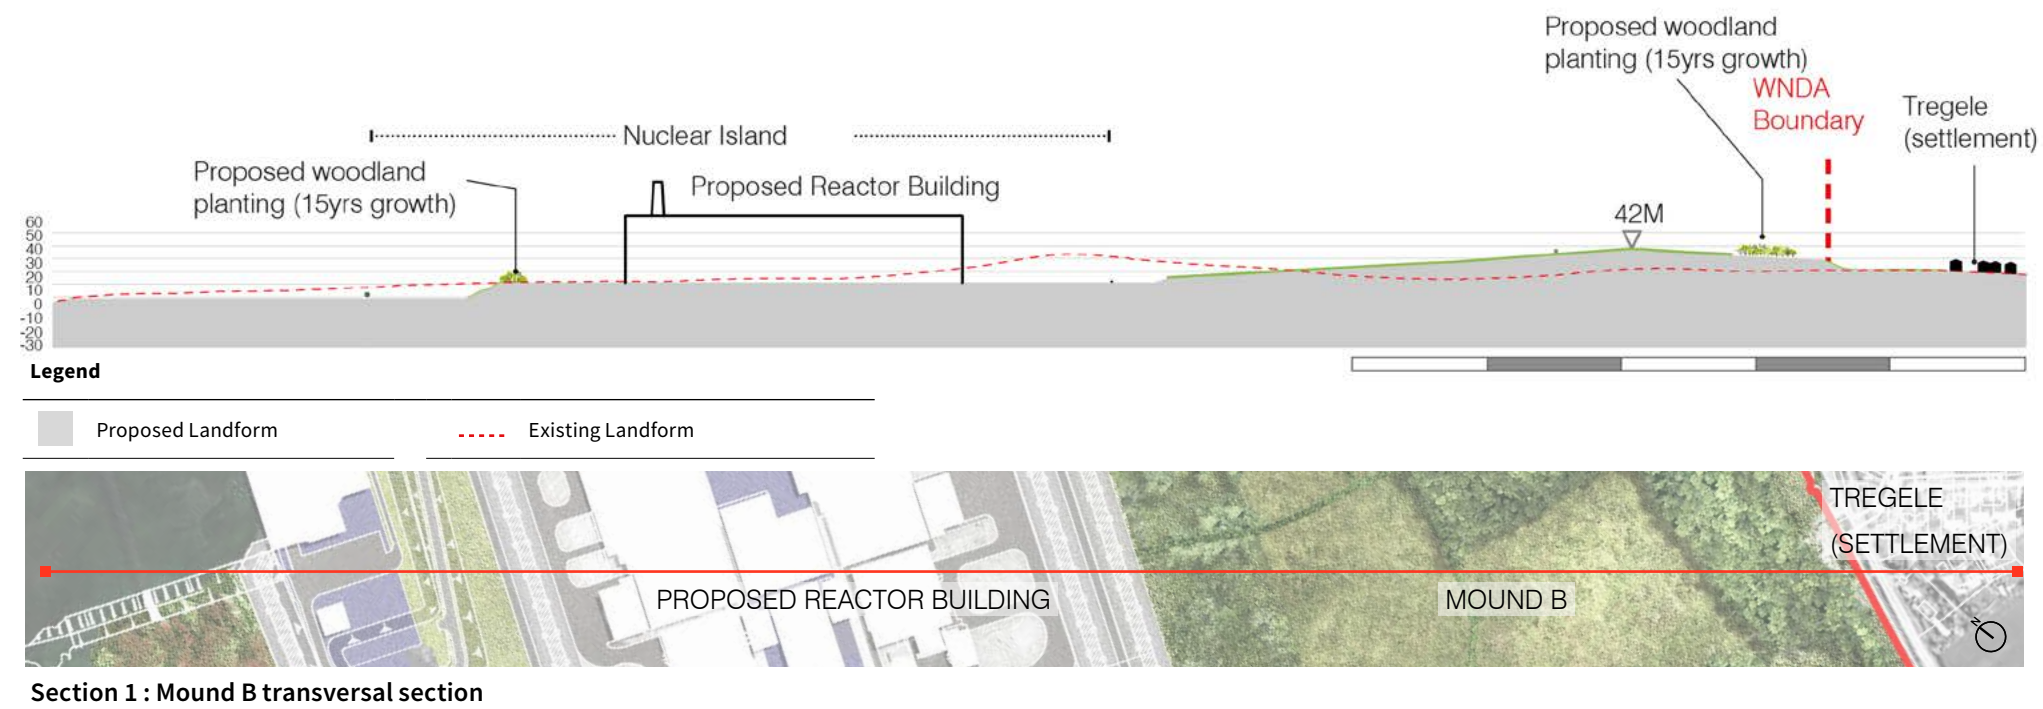 Proposed woodland
planting (15yrs growth)
WNDA
Boundary
Tregele
(settlement)
Nuclear Island
Proposed woodland
planting (15yrs growth)
Proposed Reactor Building
42M
60
50
40
30
20
10
0
-10
-20
-30
Legend
Proposed Landform
Existing Landform
TREGELE
(SETTLEMENT)
PROPOSED REACTOR BUILDING
MOUND B
N
Section 1 : Mound B transversal section